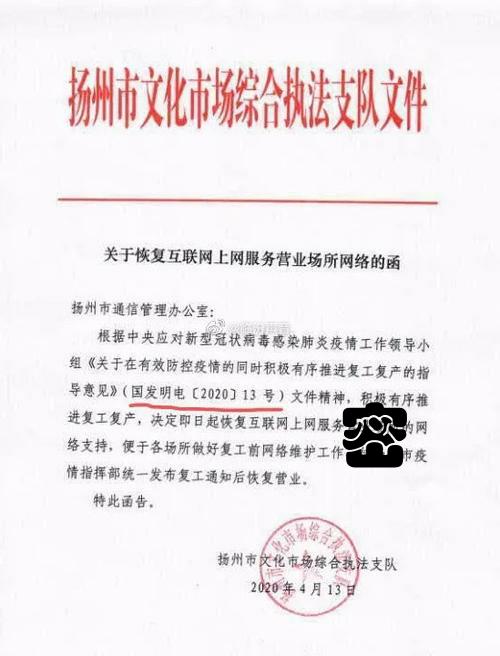 扬州市文化市场综合执法支队文件
关于恢复互联网上网服务营业场所网络的函
扬州市通信管理办公室：
根据中央应对新型冠状病毒感染肺炎疫情工作领导小
组《关于在有效防控疫情的同时积极有序推进复工复产的指
导意见》（国发明电〔2020〕13 号）文件精神，积极有序推
进复工复产，决定即日起恢复互联网上网服务 的网
络支持，便于各场所做好复工前网络维护工作 市疫
情指挥部统一发布复工通知后恢复营业。
特此函告。
扬州市文化市场综合执法支队
2020 年 4 月 13 日